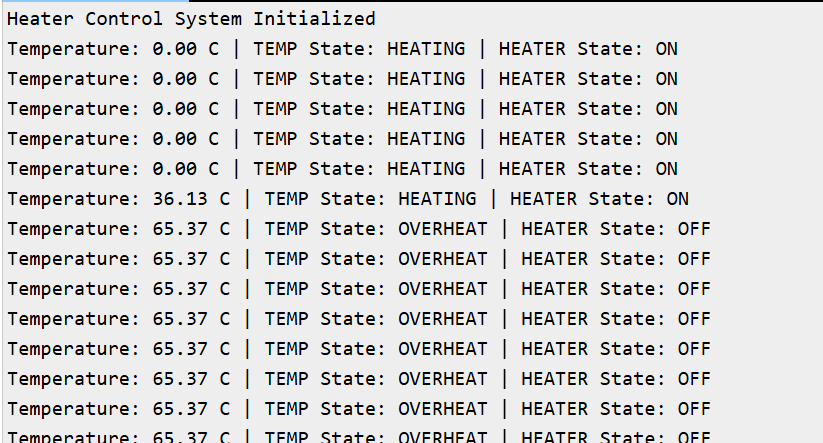 Heater Control System Initialized
Temperature: 0.00 C | TEMP State: HEATING | HEATER State: ON
Temperature: 0.00 C | TEMP State: HEATING | HEATER State: ON
Temperature: 0.00 C | TEMP State: HEATING | HEATER State: ON
Temperature: 0.00 C | TEMP State: HEATING | HEATER State: ON
Temperature: 0.00 C | TEMP State: HEATING | HEATER State: ON
Temperature: 36.13 C | TEMP State: HEATING | HEATER State: ON
Temperature: 65.37 C | TEMP State: OVERHEAT | HEATER State: OFF
Temperature: 65.37 C | TEMP State: OVERHEAT | HEATER State: OFF
Temperature: 65.37 C | TEMP State: OVERHEAT | HEATER State: OFF
Temperature: 65.37 C | TEMP State: OVERHEAT | HEATER State: OFF
Temperature: 65.37 C | TEMP State: OVERHEAT | HEATER State: OFF
Temperature: 65.37 C | TEMP State: OVERHEAT | HEATER State: OFF
Temperature: 65.37 C | TEMP State: OVERHEAT | HEATER State: OFF
Temperature: 65.37 C | TEMP State: OVERHEAT | HEATER State: OFF